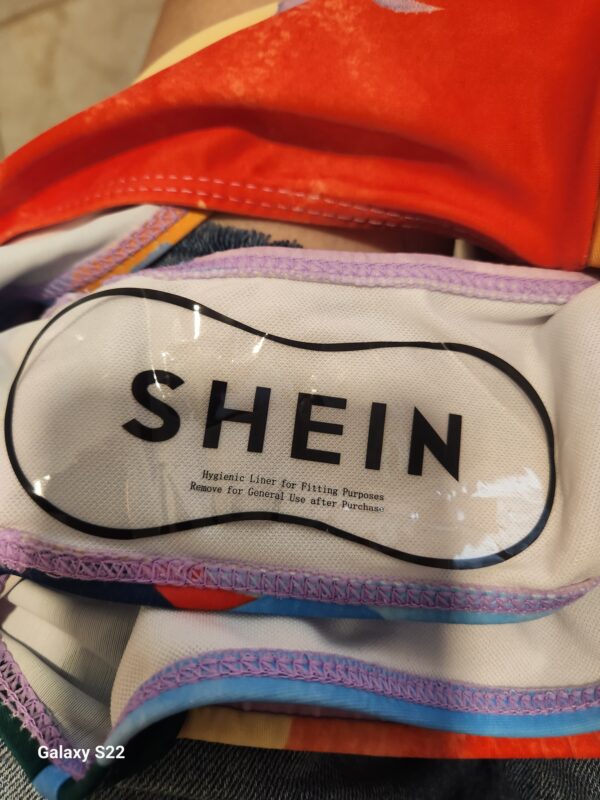 SHEIN
Hygienic Liner for Fitting Purposes
Remove for General Use after Purchase
Galaxy S22